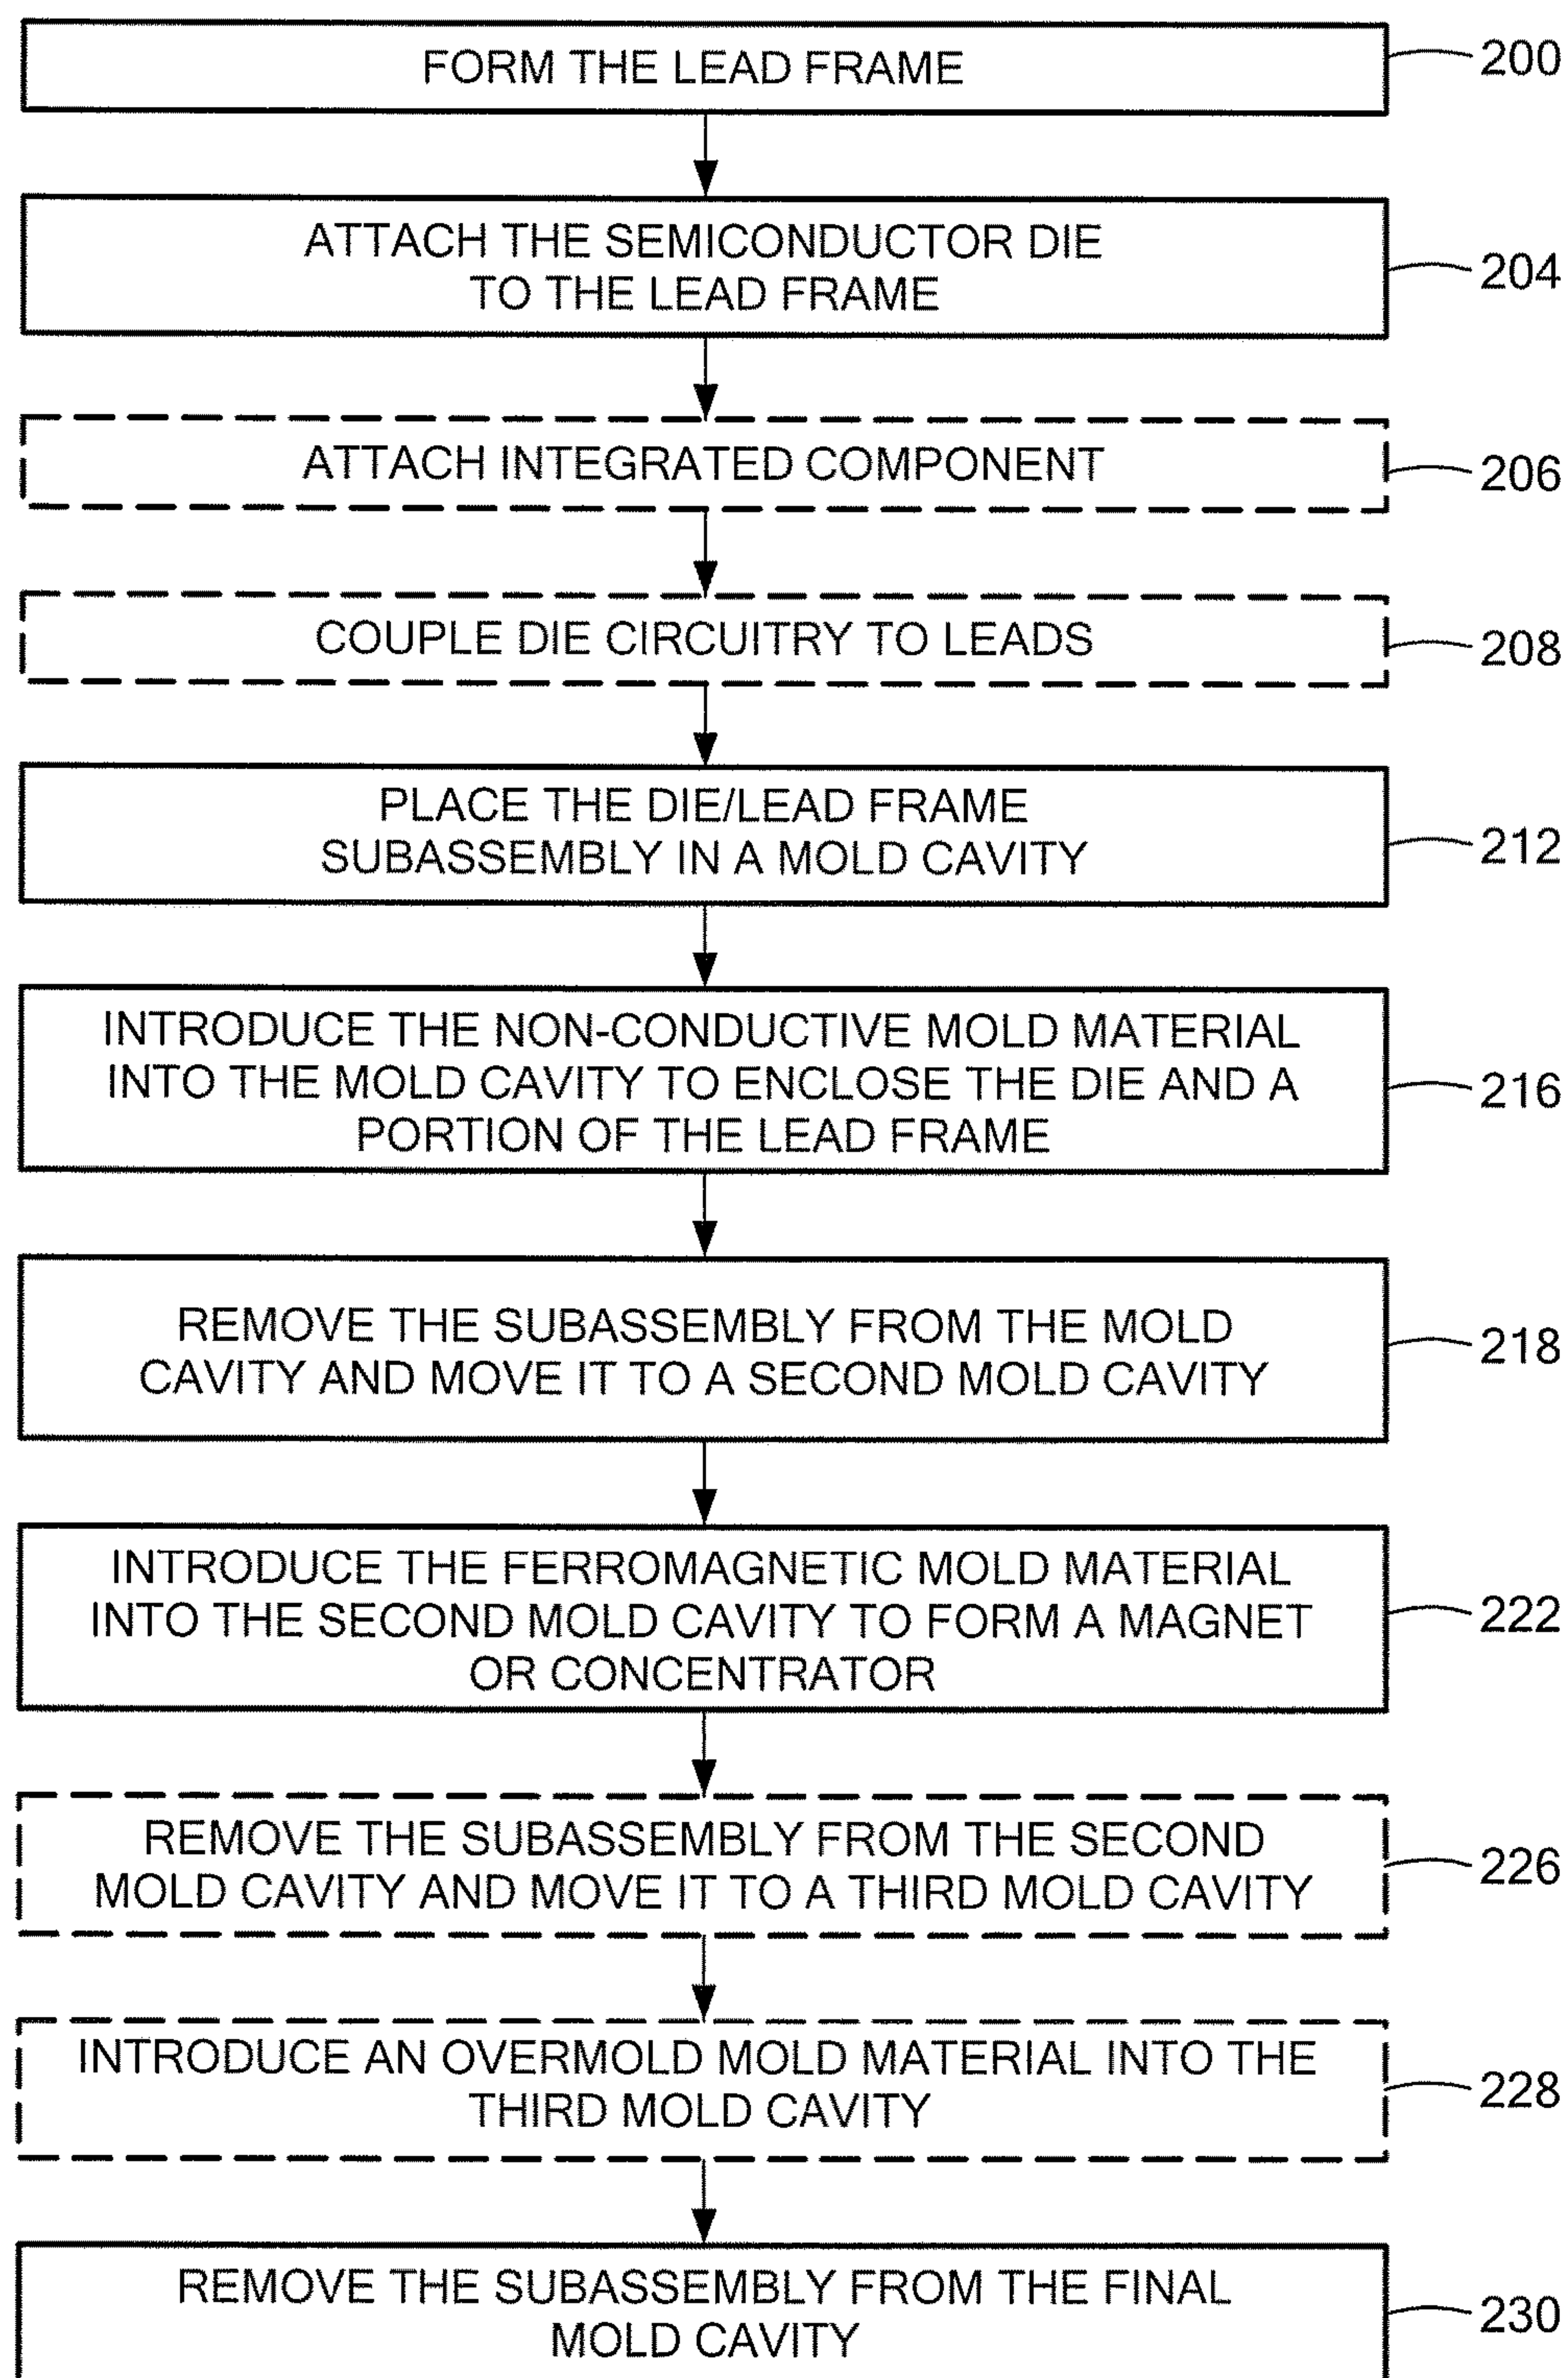 FORM THE LEAD FRAME
200
ATTACH THE SEMICONDUCTOR DIE
TO THE LEAD FRAME
204
ATTACH INTEGRATED COMPONENT
206
COUPLE DIE CIRCUITRY TO LEADS
208
PLACE THE DIE/LEAD FRAME
SUBASSEMBLY IN A MOLD CAVITY
212
INTRODUCE THE NON-CONDUCTIVE MOLD MATERIAL
INTO THE MOLD CAVITY TO ENCLOSE THE DIE AND A
PORTION OF THE LEAD FRAME
216
REMOVE THE SUBASSEMBLY FROM THE MOLD
CAVITY AND MOVE IT TO A SECOND MOLD CAVITY
218
INTRODUCE THE FERROMAGNETIC MOLD MATERIAL
INTO THE SECOND MOLD CAVITY TO FORM A MAGNET
OR CONCENTRATOR
222
REMOVE THE SUBASSEMBLY FROM THE SECOND
MOLD CAVITY AND MOVE IT TO A THIRD MOLD CAVITY
226
INTRODUCE AN OVERMOLD MOLD MATERIAL INTO THE
THIRD MOLD CAVITY
228
REMOVE THE SUBASSEMBLY FROM THE FINAL
MOLD CAVITY
230